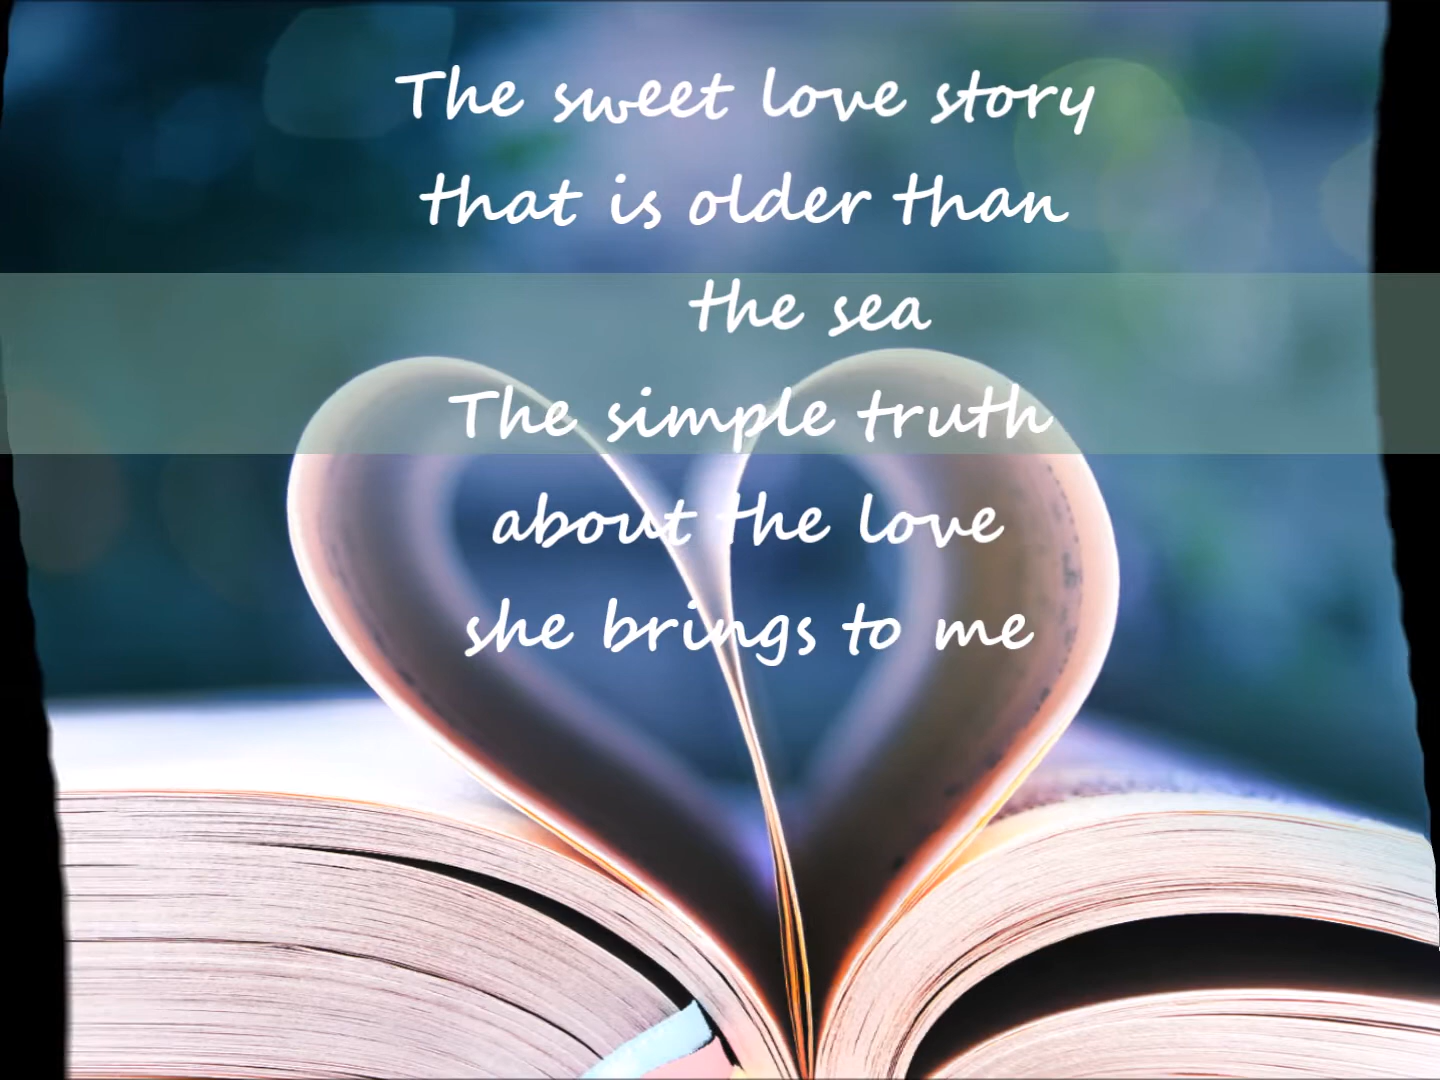 The sweet love story
that is older than
the sea
The simple truth
about the love
she brings to me